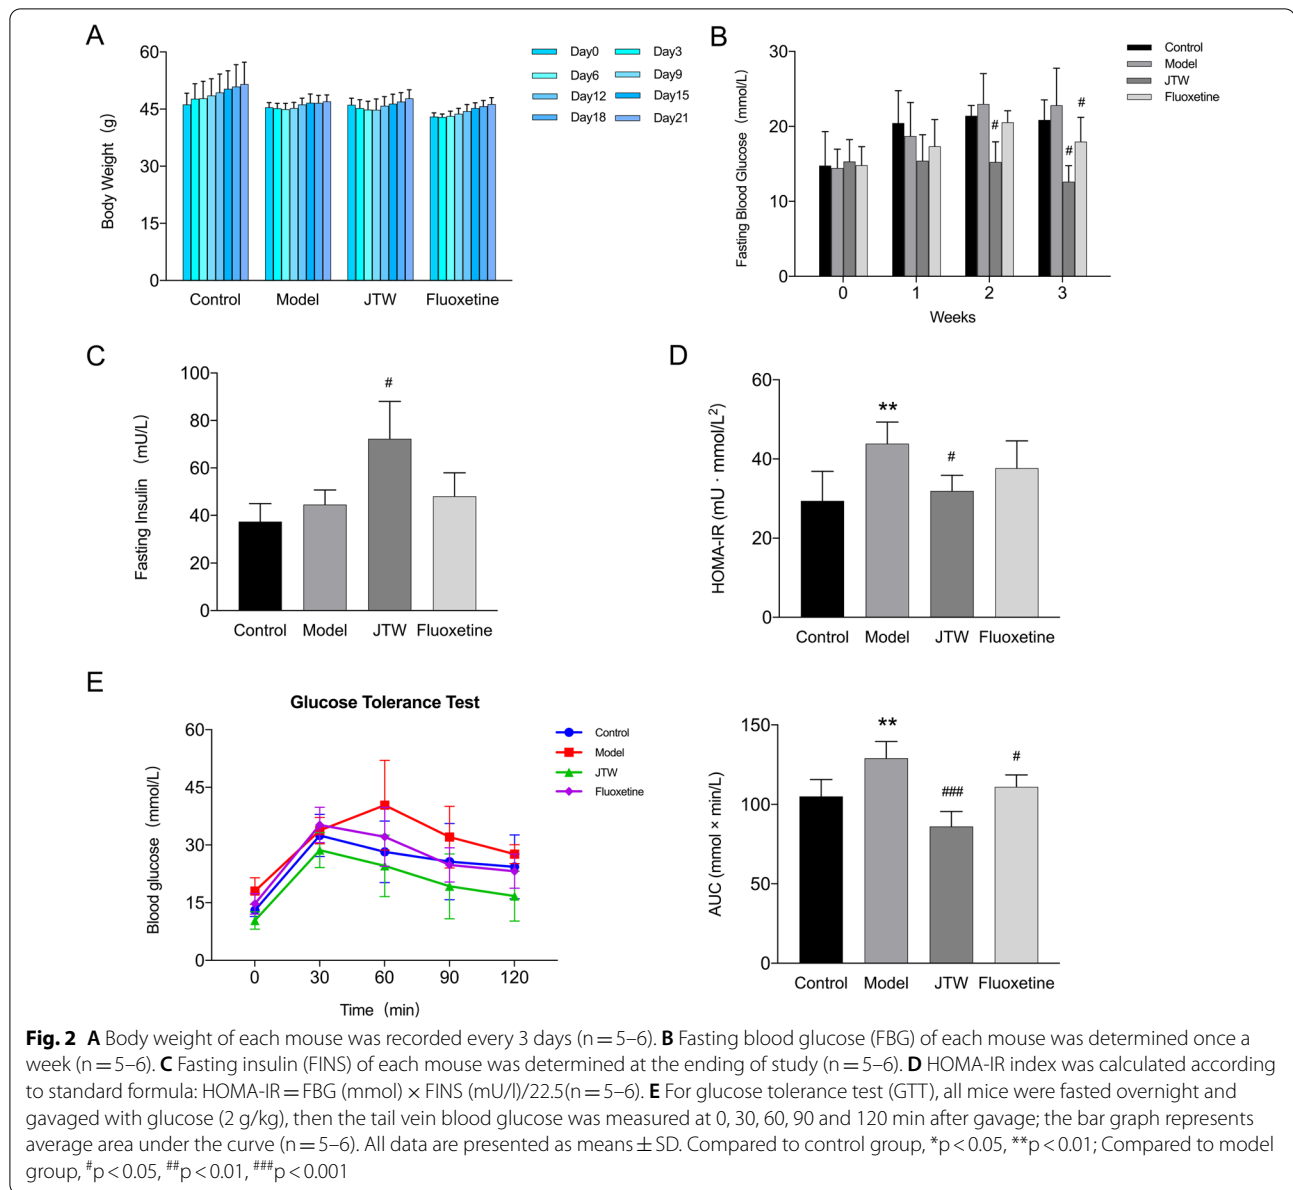 A
60
45
30
15
0
Body Weight (g)
Control Model JTW Fluoxetine
Day0 Day3
Day6 Day9
Day12 Day15
Day18 Day21
B
30
20
10
0
Fasting Blood Glucose (mmol/L)
# # #
0 1 2 3
Weeks
Control
Model
JTW
Fluoxetine
C
100
80
60
40
20
0
Fasting Insulin (mU/L)
#
Control Model JTW Fluoxetine
D
60
40
20
0
HOMA-IR (mU · mmol/L²)
** #
Control Model JTW Fluoxetine
E
Glucose Tolerance Test
60
45
30
15
0
Blood glucose (mmol/L)
0 30 60 90 120
Time (min)
Control
Model
JTW
Fluoxetine
150
100
50
0
AUC (mmol × min/L)
** ### #
Control Model JTW Fluoxetine
Fig. 2 A Body weight of each mouse was recorded every 3 days (n = 5–6). B Fasting blood glucose (FBG) of each mouse was determined once a
week (n = 5–6). C Fasting insulin (FINS) of each mouse was determined at the ending of study (n = 5–6). D HOMA-IR index was calculated according
to standard formula: HOMA-IR = FBG (mmol) × FINS (mU/l)/22.5(n = 5–6). E For glucose tolerance test (GTT), all mice were fasted overnight and
gavaged with glucose (2 g/kg), then the tail vein blood glucose was measured at 0, 30, 60, 90 and 120 min after gavage; the bar graph represents
average area under the curve (n = 5–6). All data are presented as means ± SD. Compared to control group, *p < 0.05, **p < 0.01; Compared to model
group, #p < 0.05, ##p < 0.01, ###p < 0.001